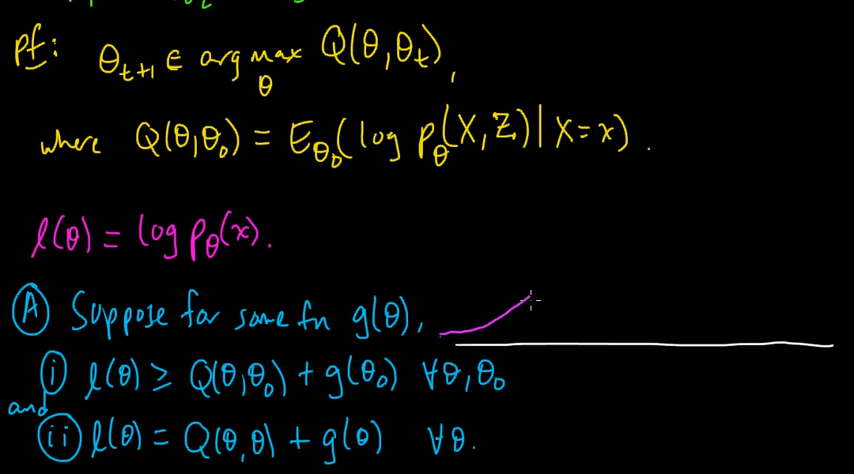 pf: θ_{t+1} ∈ arg max_θ Q(θ, θ_t),
where Q(θ,θ_0) = E_{θ_0}(log p_θ(X,Z) | X=x).
l(θ) = log p_θ(x).
Ⓐ Suppose for some fn g(θ),
ⓘ l(θ) ≥ Q(θ,θ_0) + g(θ_0) ∀θ,θ_0
and
(ii) l(θ) = Q(θ,θ) + g(θ) ∀θ.